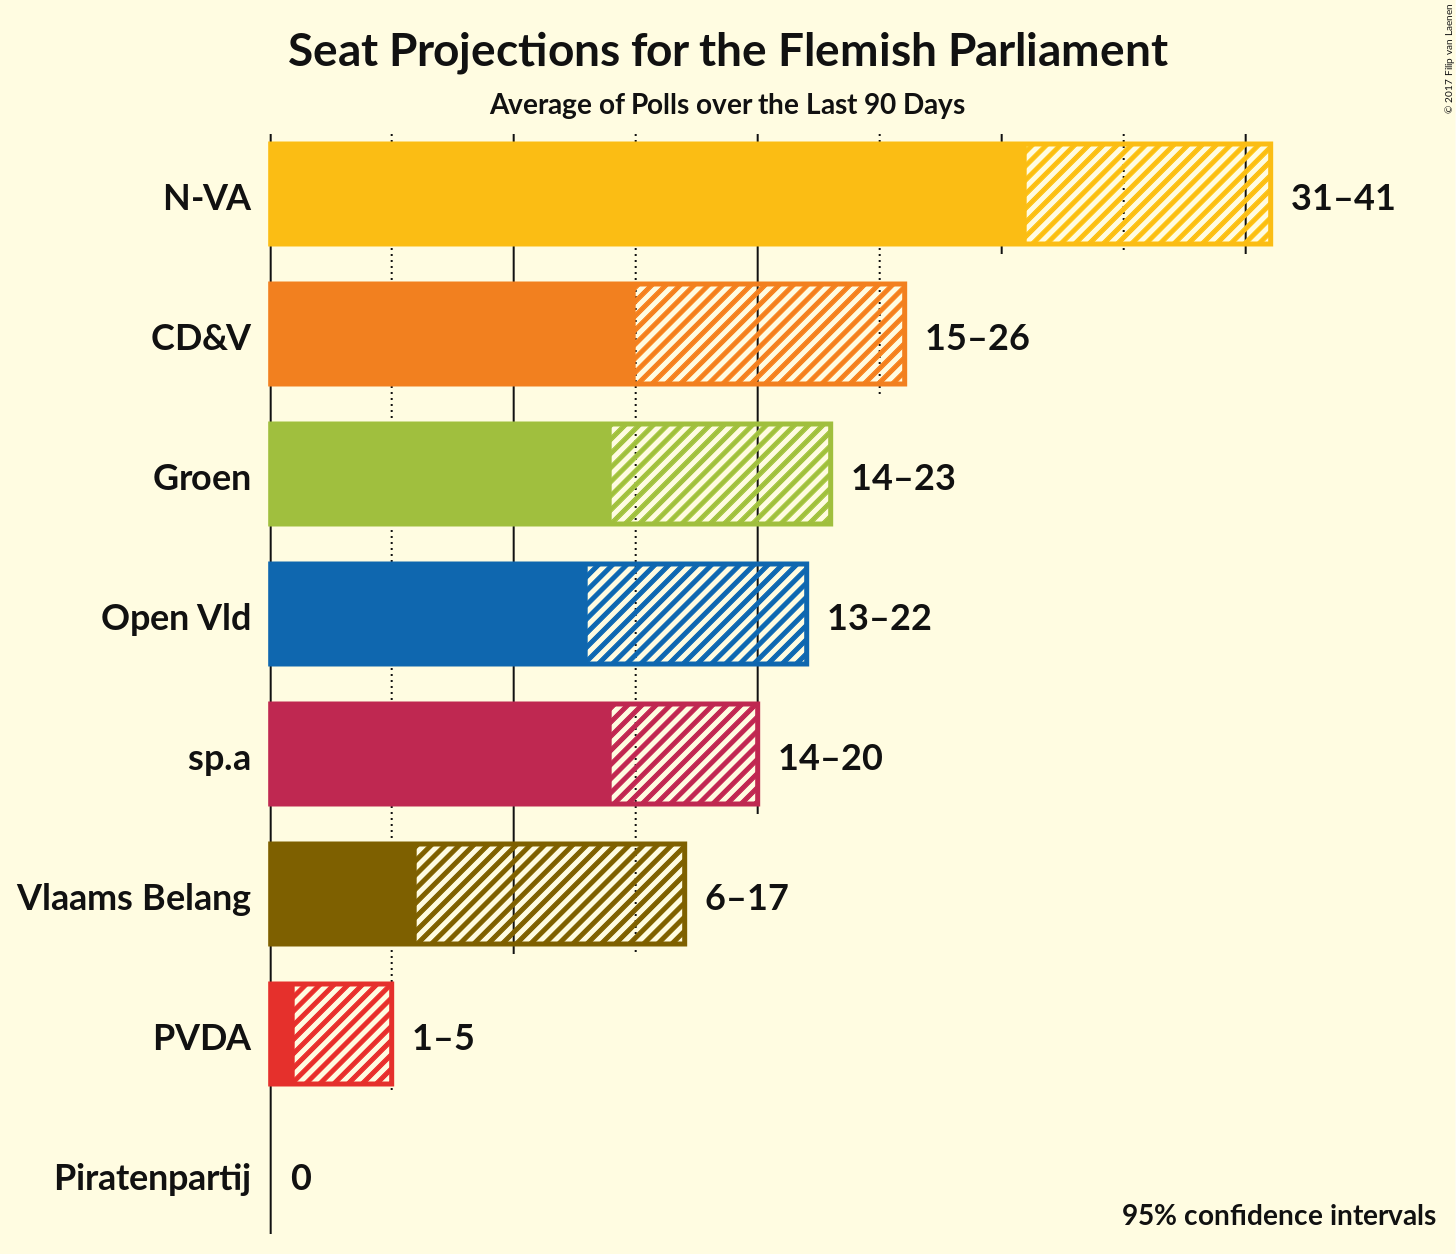 Seat Projections for the Flemish Parliament
Average of Polls over the Last 90 Days
© 2017 Filip van Laenen
N-VA 31–41
CD&V 15–26
Groen 14–23
Open Vld 13–22
sp.a 14–20
Vlaams Belang 6–17
PVDA 1–5
Piratenpartij 0
95% confidence intervals